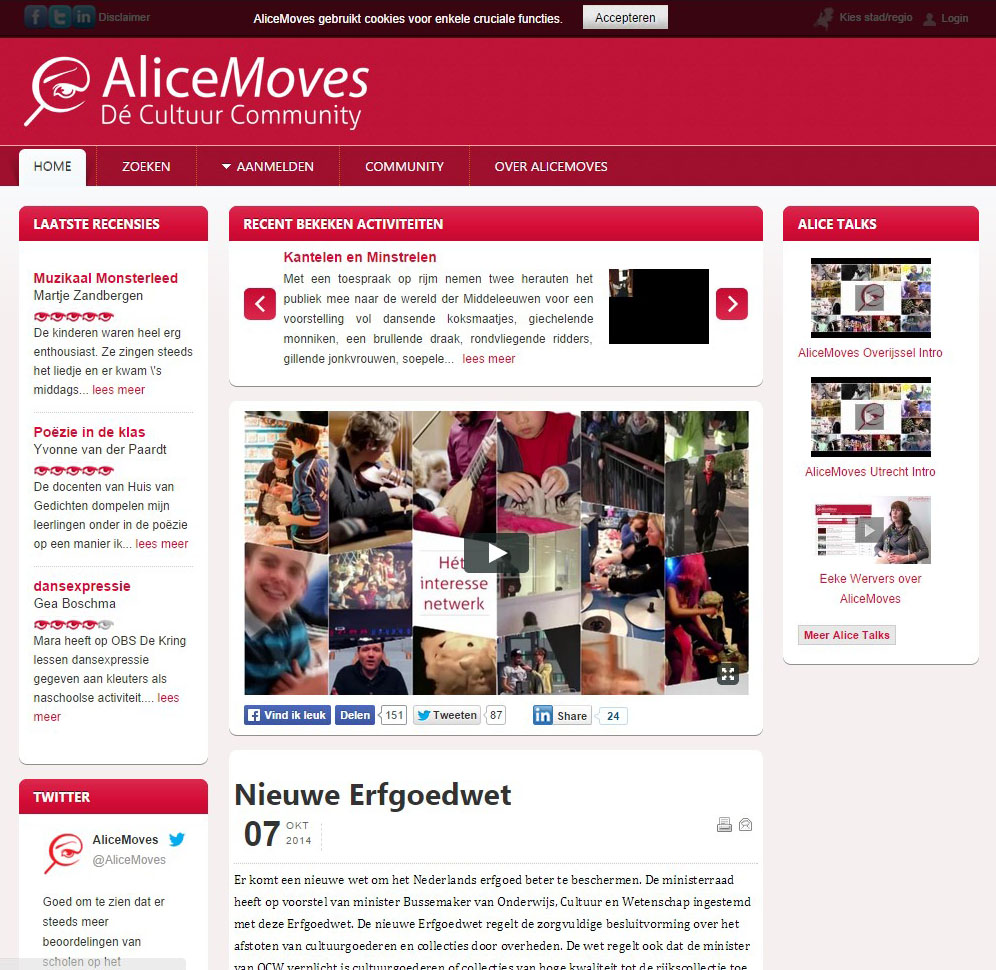 Disclaimer
AliceMoves gebruikt cookies voor enkele cruciale functies.
Accepteren
Kies stad/regio
Login
AliceMoves
Dé Cultuur Community
HOME
ZOEKEN
AANMELDEN
COMMUNITY
OVER ALICEMOVES
LAATSTE RECENSIES
Muzikaal Monsterleed
Martje Zandbergen
De kinderen waren heel erg
enthousiast. Ze zingen steeds
het liedje en er kwam \'s
middags... lees meer
Poëzie in de klas
Yvonne van der Paardt
De docenten van Huis van
Gedichten dompelen mijn
leerlingen onder in de poëzie
op een manier ik... lees meer
dansexpressie
Gea Boschma
Mara heeft op OBS De Kring
lessen dansexpressie
gegeven aan kleuters als
naschoolse activiteit.... lees
meer
TWITTER
AliceMoves
@AliceMoves
Goed om te zien dat er
steeds meer
beoordelingen van
scholen op het
RECENT BEKEKEN ACTIVITEITEN
Kantelen en Minstrelen
Met een toespraak op rijm nemen twee herauten het
publiek mee naar de wereld der Middeleeuwen voor een
voorstelling vol dansende koksmaatjes, giechelende
monniken, een brullende draak, rondvliegende ridders,
gillende jonkvrouwen, soepele... lees meer
Hét
interesse
netwerk
Vind ik leuk
Delen
151
Tweeten
87
Share
24
Nieuwe Erfgoedwet
07 OKT
2014
Er komt een nieuwe wet om het Nederlands erfgoed beter te beschermen. De ministerraad
heeft op voorstel van minister Bussemaker van Onderwijs, Cultuur en Wetenschap ingestemd
met deze Erfgoedwet. De nieuwe Erfgoedwet regelt de zorgvuldige besluitvorming over het
afstoten van cultuurgoederen en collecties door overheden. De wet regelt ook dat de minister
van OCW verplicht is cultuurgoederen of collecties van hoge kwaliteit tot de rijkscollectie toe
ALICE TALKS
AliceMoves Overijssel Intro
AliceMoves Utrecht Intro
Eeke Wervers over
AliceMoves
Meer Alice Talks